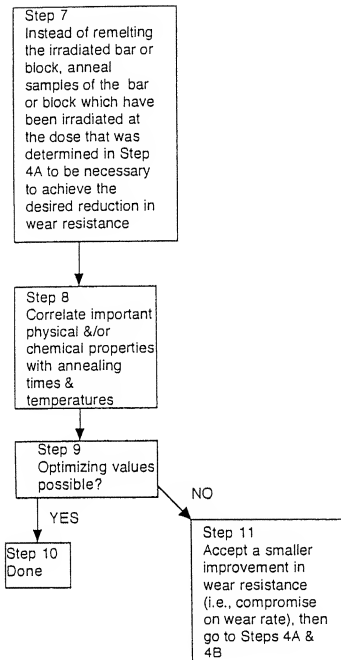 Step 7
Instead of remelting
the irradiated bar or
block, anneal
samples of the bar
or block which have
been irradiated at
the dose that was
determined in Step
4A to be necessary
to achieve the
desired reduction in
wear resistance
Step 8
Correlate important
physical &/or
chemical properties
with annealing
times &
temperatures
Step 9
Optimizing values
possible?
NO
YES
Step 10
Done
Step 11
Accept a smaller
improvement in
wear resistance
(i.e., compromise
on wear rate), then
go to Steps 4A &
4B